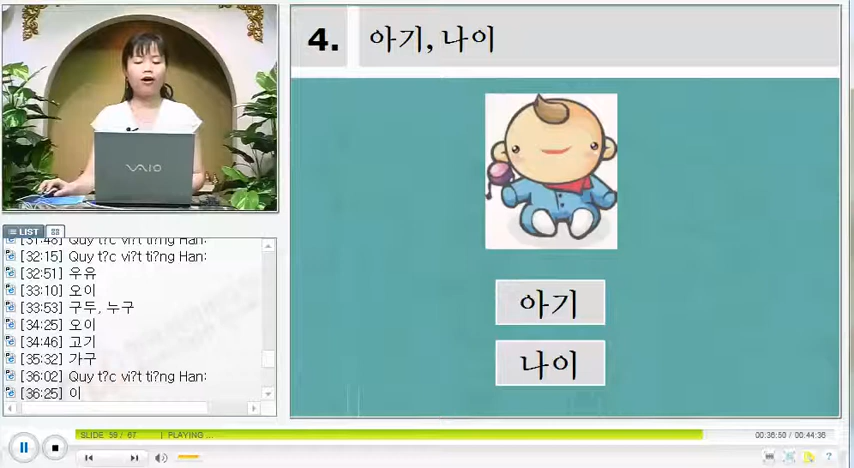 4. 아기, 나이
VAIO
아기
나이
LIST
[31:48] Quy t?c vi?t ti?ng Han:
[32:15] Quy t?c vi?t ti?ng Han:
[32:51] 우유
[33:10] 오이
[33:53] 구두, 누구
[34:25] 오이
[34:46] 고기
[35:32] 가구
[36:02] Quy t?c vi?t ti?ng Han:
[36:25] 이
SLIDE 59 / 67 | PLAYING ...
00:36:50 / 00:44:36